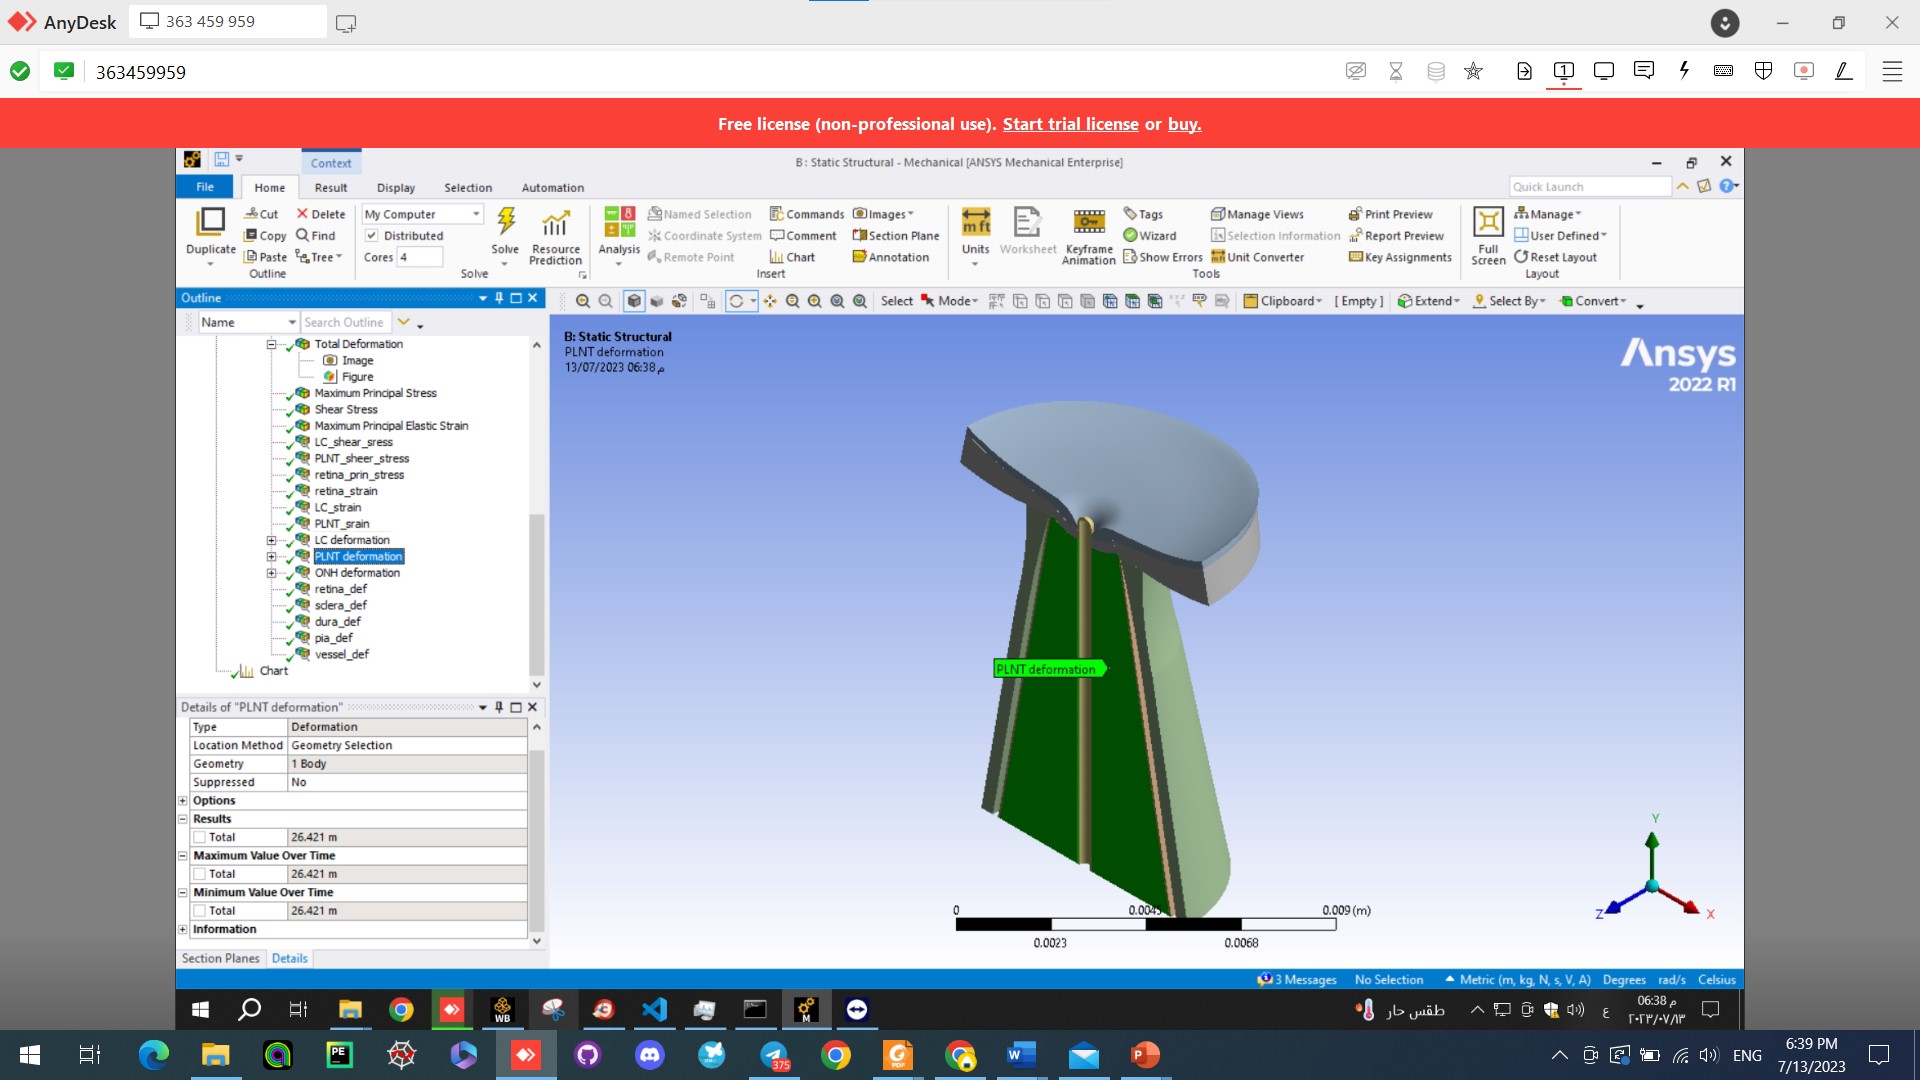 AnyDesk
363 459 959
363459959
Free license (non-professional use). Start trial license or buy.
Context
B : Static Structural - Mechanical [ANSYS Mechanical Enterprise]
File Home Result Display Selection Automation
Quick Launch
Duplicate
Cut
Copy
Paste
Delete
Find
Tree
Outline
My Computer
Distributed
Cores 4
Solve
Resource Prediction
Solve
Analysis
Named Selection
Coordinate System
Remote Point
Commands
Comment
Chart
Images
Section Plane
Annotation
Insert
Units
Worksheet
Keyframe Animation
Tags
Wizard
Show Errors
Manage Views
Selection Information
Unit Converter
Print Preview
Report Preview
Key Assignments
Tools
Full Screen
Manage
User Defined
Reset Layout
Layout
Outline
Select Mode Clipboard [ Empty ] Extend Select By Convert
Name Search Outline
Total Deformation
Image
Figure
Maximum Principal Stress
Shear Stress
Maximum Principal Elastic Strain
LC_shear_sress
PLNT_sheer_stress
retina_prin_stress
retina_strain
LC_strain
PLNT_srain
LC deformation
PLNT deformation
ONH deformation
retina_def
sclera_def
dura_def
pia_def
vessel_def
Chart
Details of "PLNT deformation"
Type Deformation
Location Method Geometry Selection
Geometry 1 Body
Suppressed No
Options
Results
Total 26.421 m
Maximum Value Over Time
Total 26.421 m
Minimum Value Over Time
Total 26.421 m
Information
Section Planes Details
B: Static Structural
PLNT deformation
13/07/2023 06:38 م
Ansys
2022 R1
PLNT deformation
0 0.0045 0.009 (m)
0.0023 0.0068
Y
Z
X
3 Messages No Selection Metric (m, kg, N, s, V, A) Degrees rad/s Celsius
WB
M
طقس حار
ع
06:38 م
٢٠٢٣/٠٧/١٣
PE
375
PDF
W
P
ENG
6:39 PM
7/13/2023